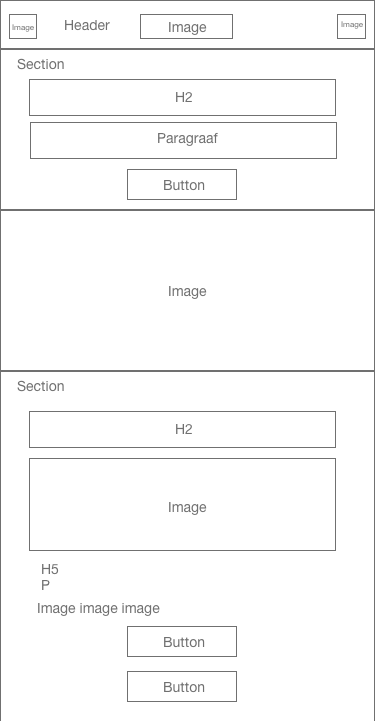 Image Header Image Image
Section
H2
Paragraaf
Button
Image
Section
H2
Image
H5
P
Image image image
Button
Button